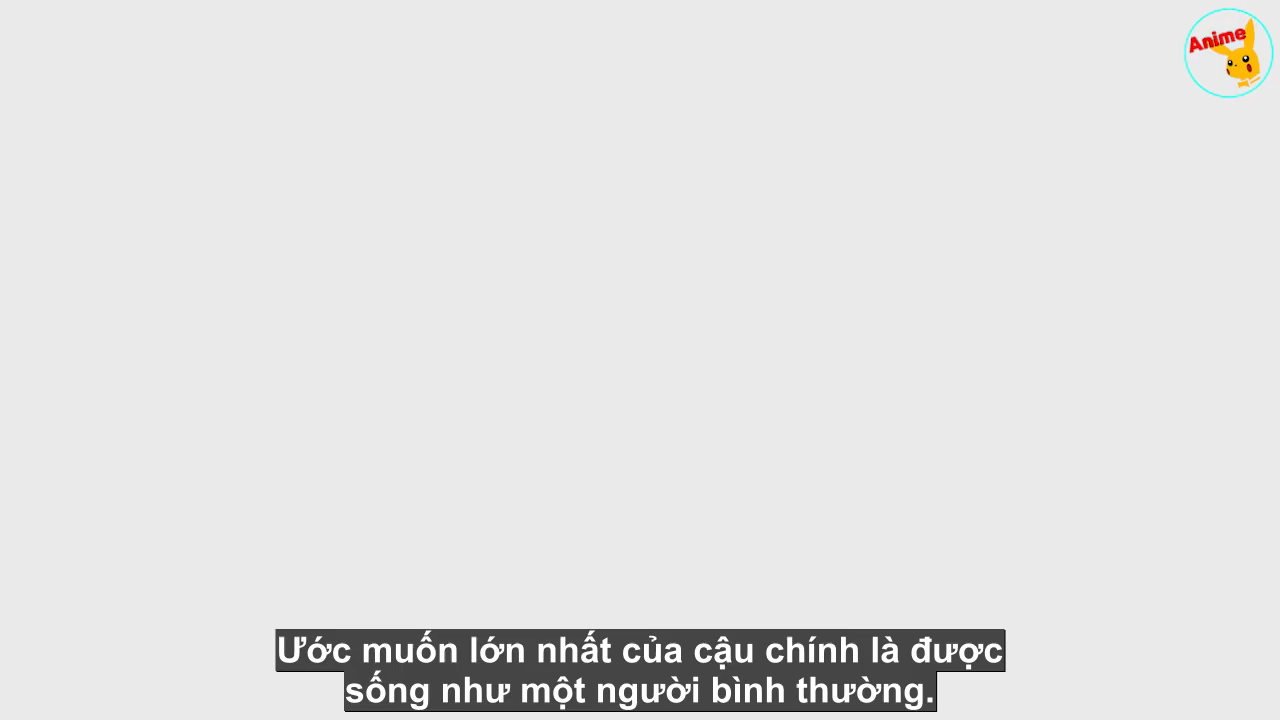 Anime
Ước muốn lớn nhất của cậu chính là được
sống như một người bình thường.